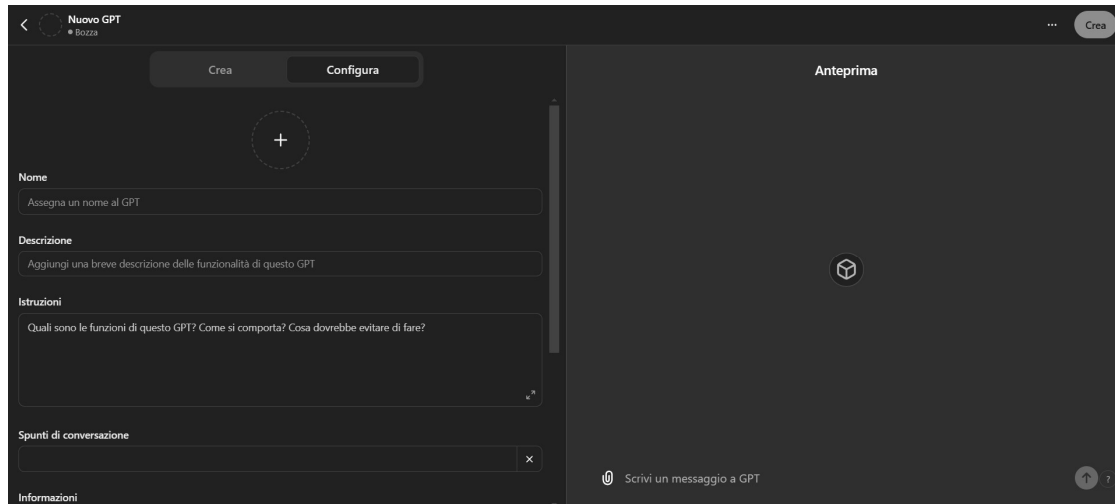 Nuovo GPT
Bozza
Crea
Crea
Configura
Anteprima
Nome
Assegna un nome al GPT
Descrizione
Aggiungi una breve descrizione delle funzionalità di questo GPT
Istruzioni
Quali sono le funzioni di questo GPT? Come si comporta? Cosa dovrebbe evitare di fare?
Spunti di conversazione
Scrivi un messaggio a GPT
?
Informazioni